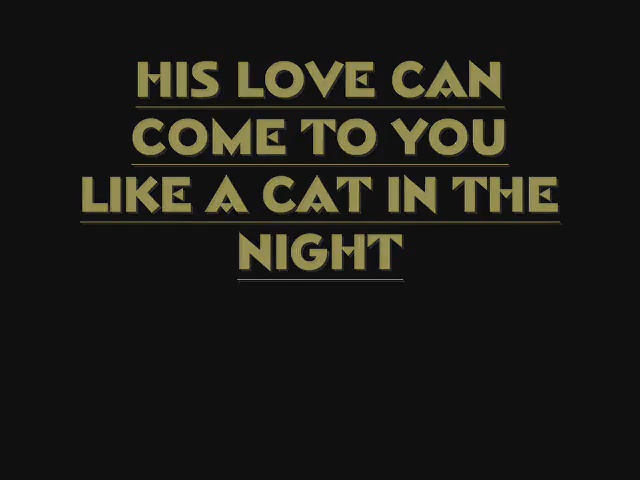 HIS LOVE CAN
COME TO YOU
LIKE A CAT IN THE
NIGHT